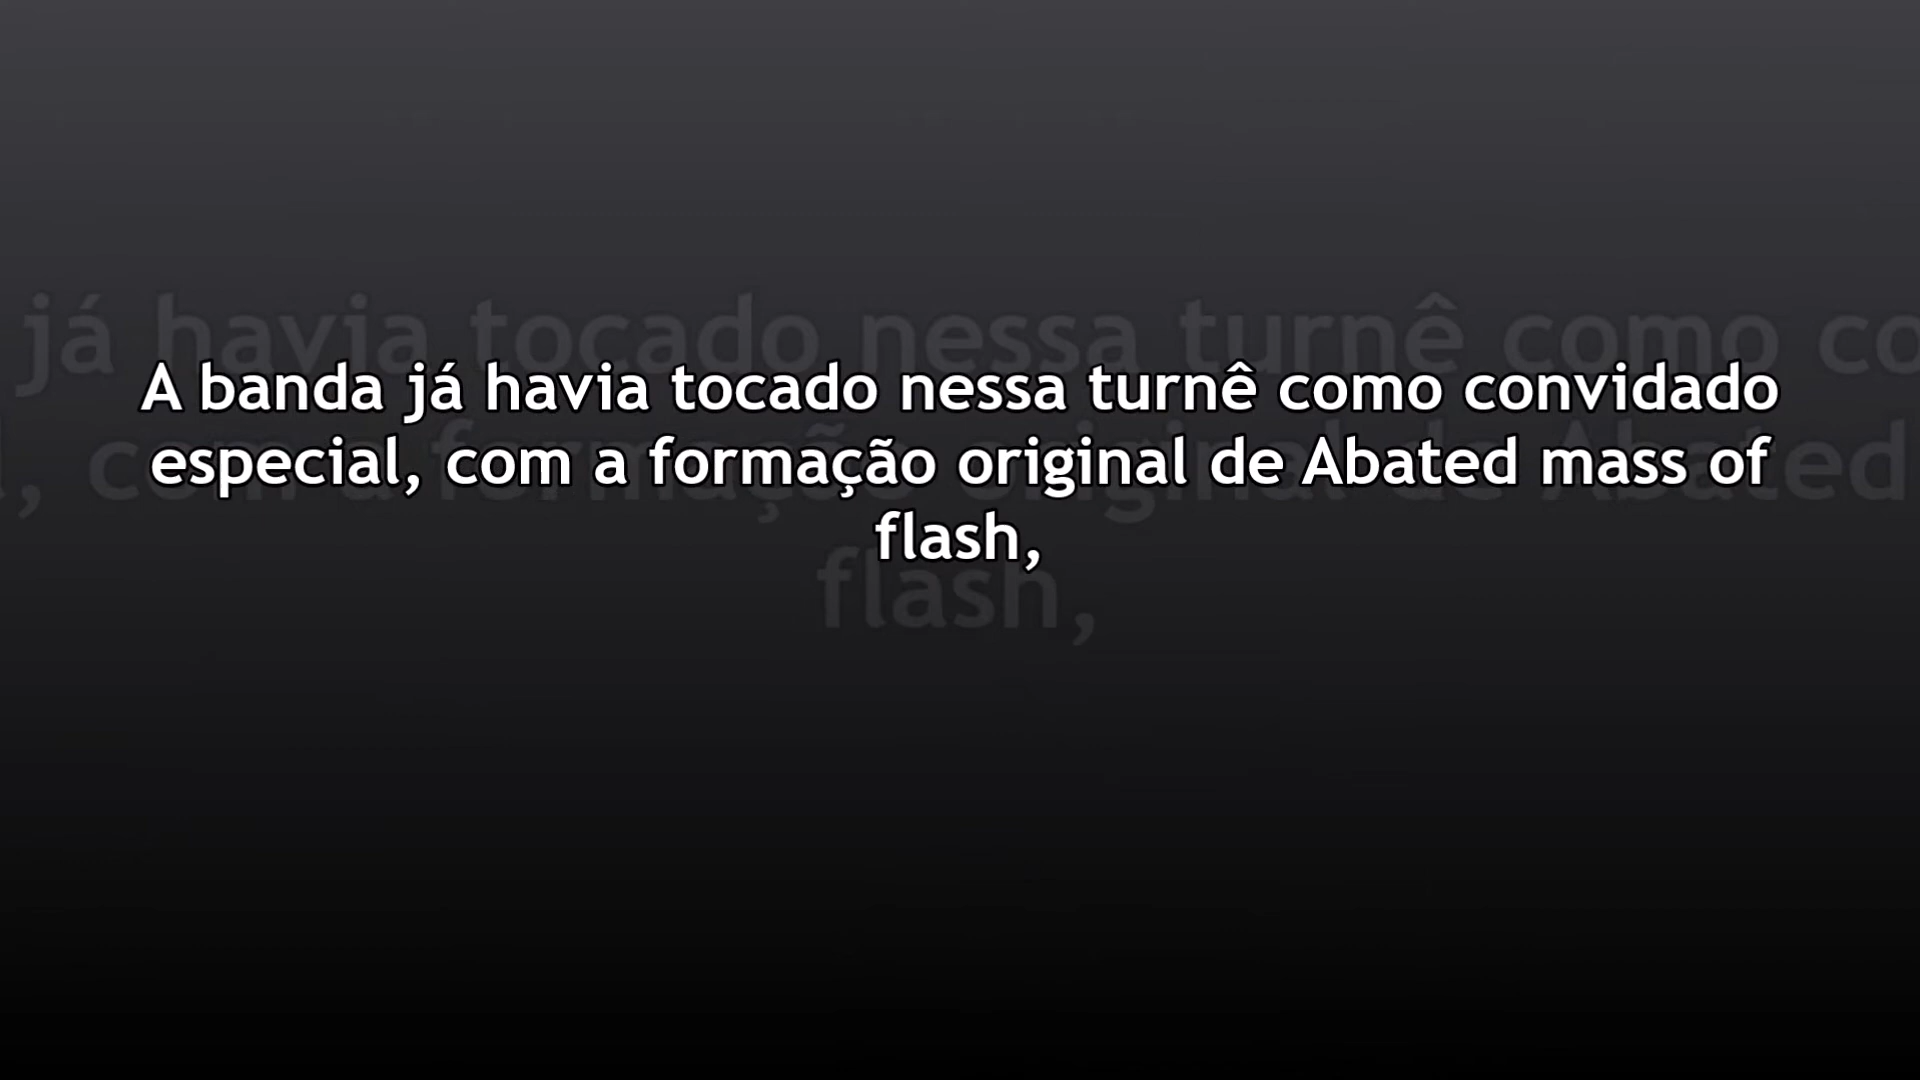 A banda já havia tocado nessa turnê como convidado
especial, com a formação original de Abated mass of
flash,